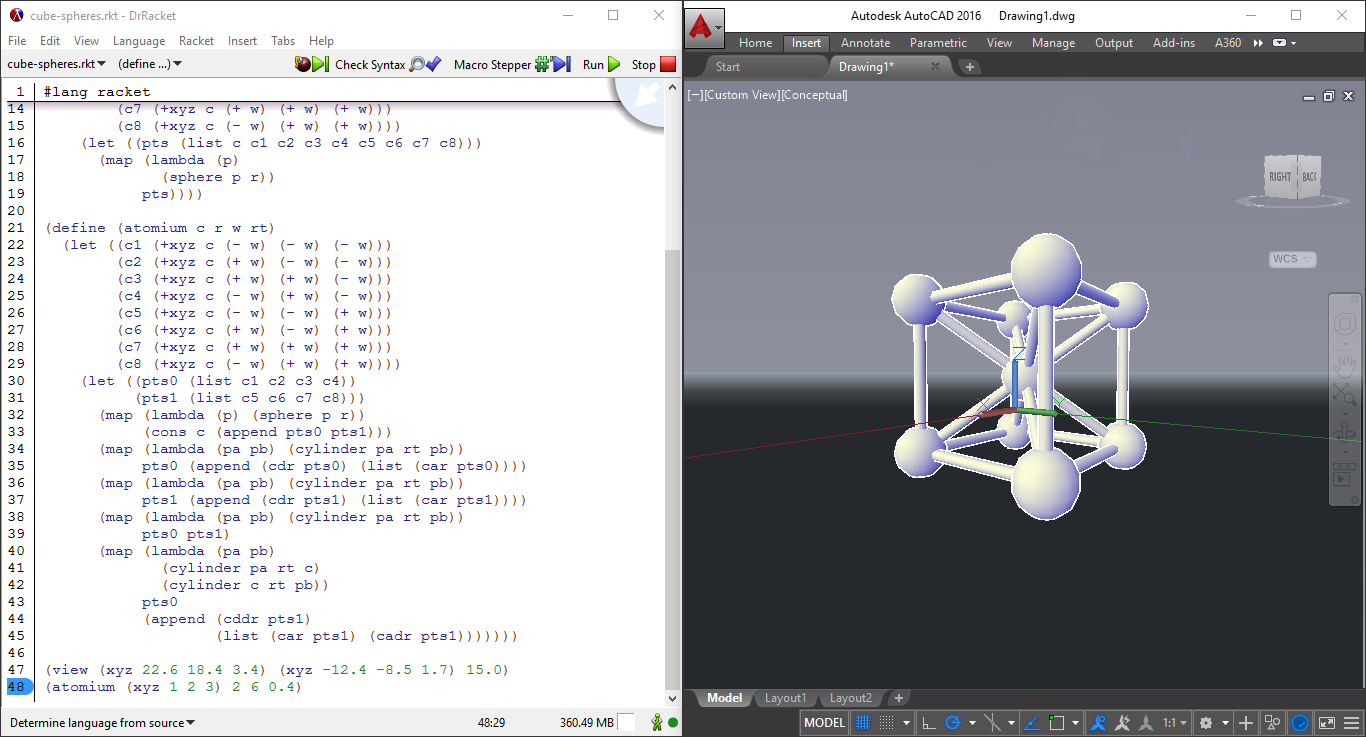 cube-spheres.rkt - DrRacket
File Edit View Language Racket Insert Tabs Help
cube-spheres.rkt (define ...) Check Syntax Macro Stepper Run Stop
1 #lang racket
14 (c7 (+xyz c (+ w) (+ w) (+ w)))
15 (c8 (+xyz c (- w) (+ w) (+ w))))
16 (let ((pts (list c c1 c2 c3 c4 c5 c6 c7 c8)))
17 (map (lambda (p)
18 (sphere p r))
19 pts))))
20
21 (define (atomium c r w rt)
22 (let ((c1 (+xyz c (- w) (- w) (- w)))
23 (c2 (+xyz c (+ w) (- w) (- w)))
24 (c3 (+xyz c (+ w) (+ w) (- w)))
25 (c4 (+xyz c (- w) (+ w) (- w)))
26 (c5 (+xyz c (- w) (- w) (+ w)))
27 (c6 (+xyz c (+ w) (- w) (+ w)))
28 (c7 (+xyz c (+ w) (+ w) (+ w)))
29 (c8 (+xyz c (- w) (+ w) (+ w))))
30 (let ((pts0 (list c1 c2 c3 c4))
31 (pts1 (list c5 c6 c7 c8)))
32 (map (lambda (p) (sphere p r))
33 (cons c (append pts0 pts1)))
34 (map (lambda (pa pb) (cylinder pa rt pb))
35 pts0 (append (cdr pts0) (list (car pts0))))
36 (map (lambda (pa pb) (cylinder pa rt pb))
37 pts1 (append (cdr pts1) (list (car pts1))))
38 (map (lambda (pa pb) (cylinder pa rt pb))
39 pts0 pts1)
40 (map (lambda (pa pb)
41 (cylinder pa rt c)
42 (cylinder c rt pb))
43 pts0
44 (append (cddr pts1)
45 (list (car pts1) (cadr pts1)))))))
46
47 (view (xyz 22.6 18.4 3.4) (xyz -12.4 -8.5 1.7) 15.0)
48 (atomium (xyz 1 2 3) 2 6 0.4)
Determine language from source 48:29 360.49 MB
Autodesk AutoCAD 2016 Drawing1.dwg
Home Insert Annotate Parametric View Manage Output Add-ins A360
Start Drawing1*
[−][Custom View][Conceptual]
RIGHT BACK
WCS
Model Layout1 Layout2
MODEL 1:1